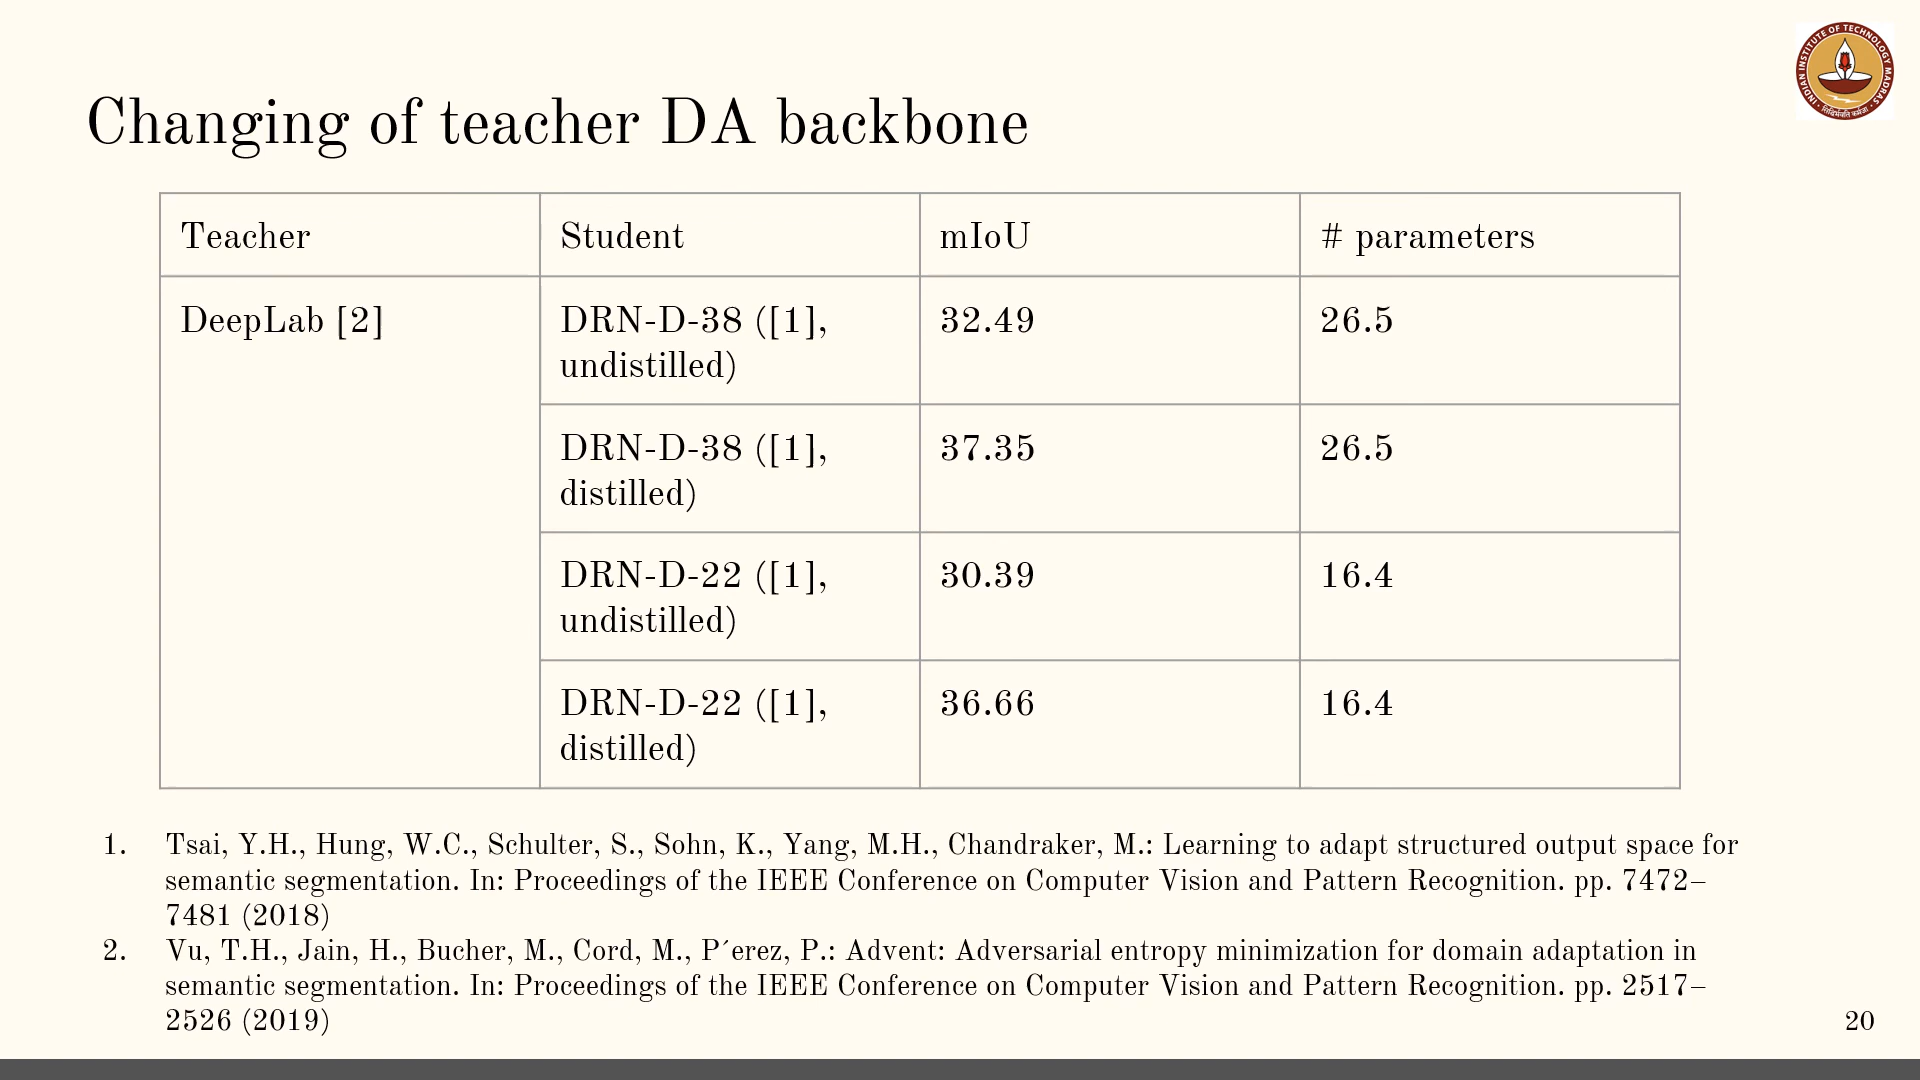 INDIAN INSTITUTE OF TECHNOLOGY MADRAS
Changing of teacher DA backbone
Teacher Student mIoU # parameters
DeepLab [2] DRN-D-38 ([1], 32.49 26.5
undistilled)
DRN-D-38 ([1], 37.35 26.5
distilled)
DRN-D-22 ([1], 30.39 16.4
undistilled)
DRN-D-22 ([1], 36.66 16.4
distilled)
1. Tsai, Y.H., Hung, W.C., Schulter, S., Sohn, K., Yang, M.H., Chandraker, M.: Learning to adapt structured output space for
semantic segmentation. In: Proceedings of the IEEE Conference on Computer Vision and Pattern Recognition. pp. 7472–
7481 (2018)
2. Vu, T.H., Jain, H., Bucher, M., Cord, M., P´erez, P.: Advent: Adversarial entropy minimization for domain adaptation in
semantic segmentation. In: Proceedings of the IEEE Conference on Computer Vision and Pattern Recognition. pp. 2517–
2526 (2019)
20